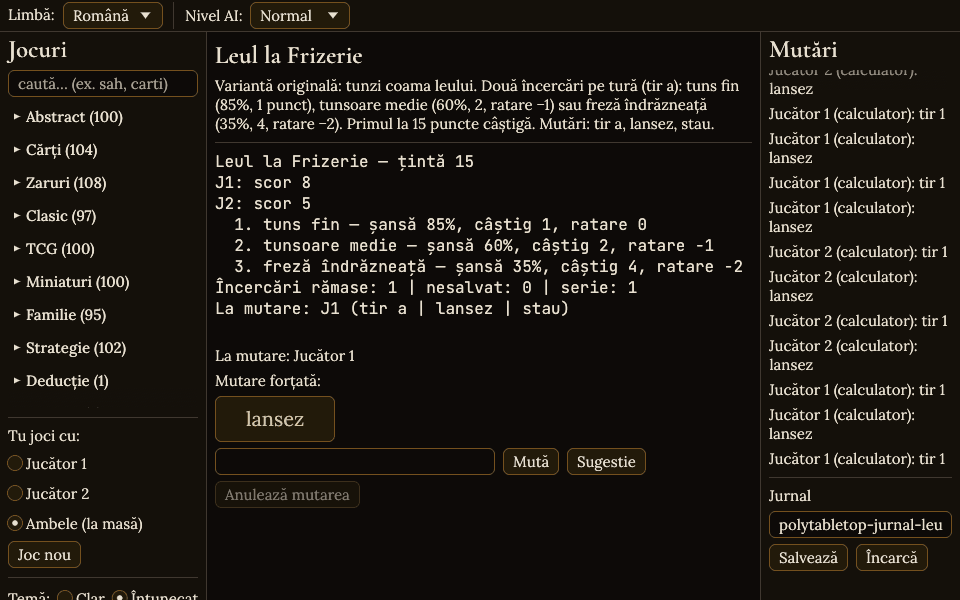 Limbă: Română ▼ Nivel AI: Normal ▼
Jocuri
caută... (ex. sah, carti)
▸ Abstract (100)
▸ Cărți (104)
▸ Zaruri (108)
▸ Clasic (97)
▸ TCG (100)
▸ Miniaturi (100)
▸ Familie (95)
▸ Strategie (102)
▸ Deducție (1)
Tu joci cu:
Jucător 1
Jucător 2
Ambele (la masă)
Joc nou
Temă: Clar Întunecat
Leul la Frizerie
Variantă originală: tunzi coama leului. Două încercări pe tură (tir a): tuns fin
(85%, 1 punct), tunsoare medie (60%, 2, ratare −1) sau freză îndrăzneață
(35%, 4, ratare −2). Primul la 15 puncte câștigă. Mutări: tir a, lansez, stau.
Leul la Frizerie — țintă 15
J1: scor 8
J2: scor 5
1. tuns fin — șansă 85%, câștig 1, ratare 0
2. tunsoare medie — șansă 60%, câștig 2, ratare -1
3. freză îndrăzneață — șansă 35%, câștig 4, ratare -2
Încercări rămase: 1 | nesalvat: 0 | serie: 1
La mutare: J1 (tir a | lansez | stau)
La mutare: Jucător 1
Mutare forțată:
lansez
Mută Sugestie
Anulează mutarea
Mutări
Jucător 2 (calculator):
lansez
Jucător 1 (calculator): tir 1
Jucător 1 (calculator):
lansez
Jucător 1 (calculator): tir 1
Jucător 1 (calculator):
lansez
Jucător 2 (calculator): tir 1
Jucător 2 (calculator):
lansez
Jucător 2 (calculator): tir 1
Jucător 2 (calculator):
lansez
Jucător 1 (calculator): tir 1
Jucător 1 (calculator):
lansez
Jucător 1 (calculator): tir 1
Jurnal
polytabletop-jurnal-leu
Salvează Încarcă